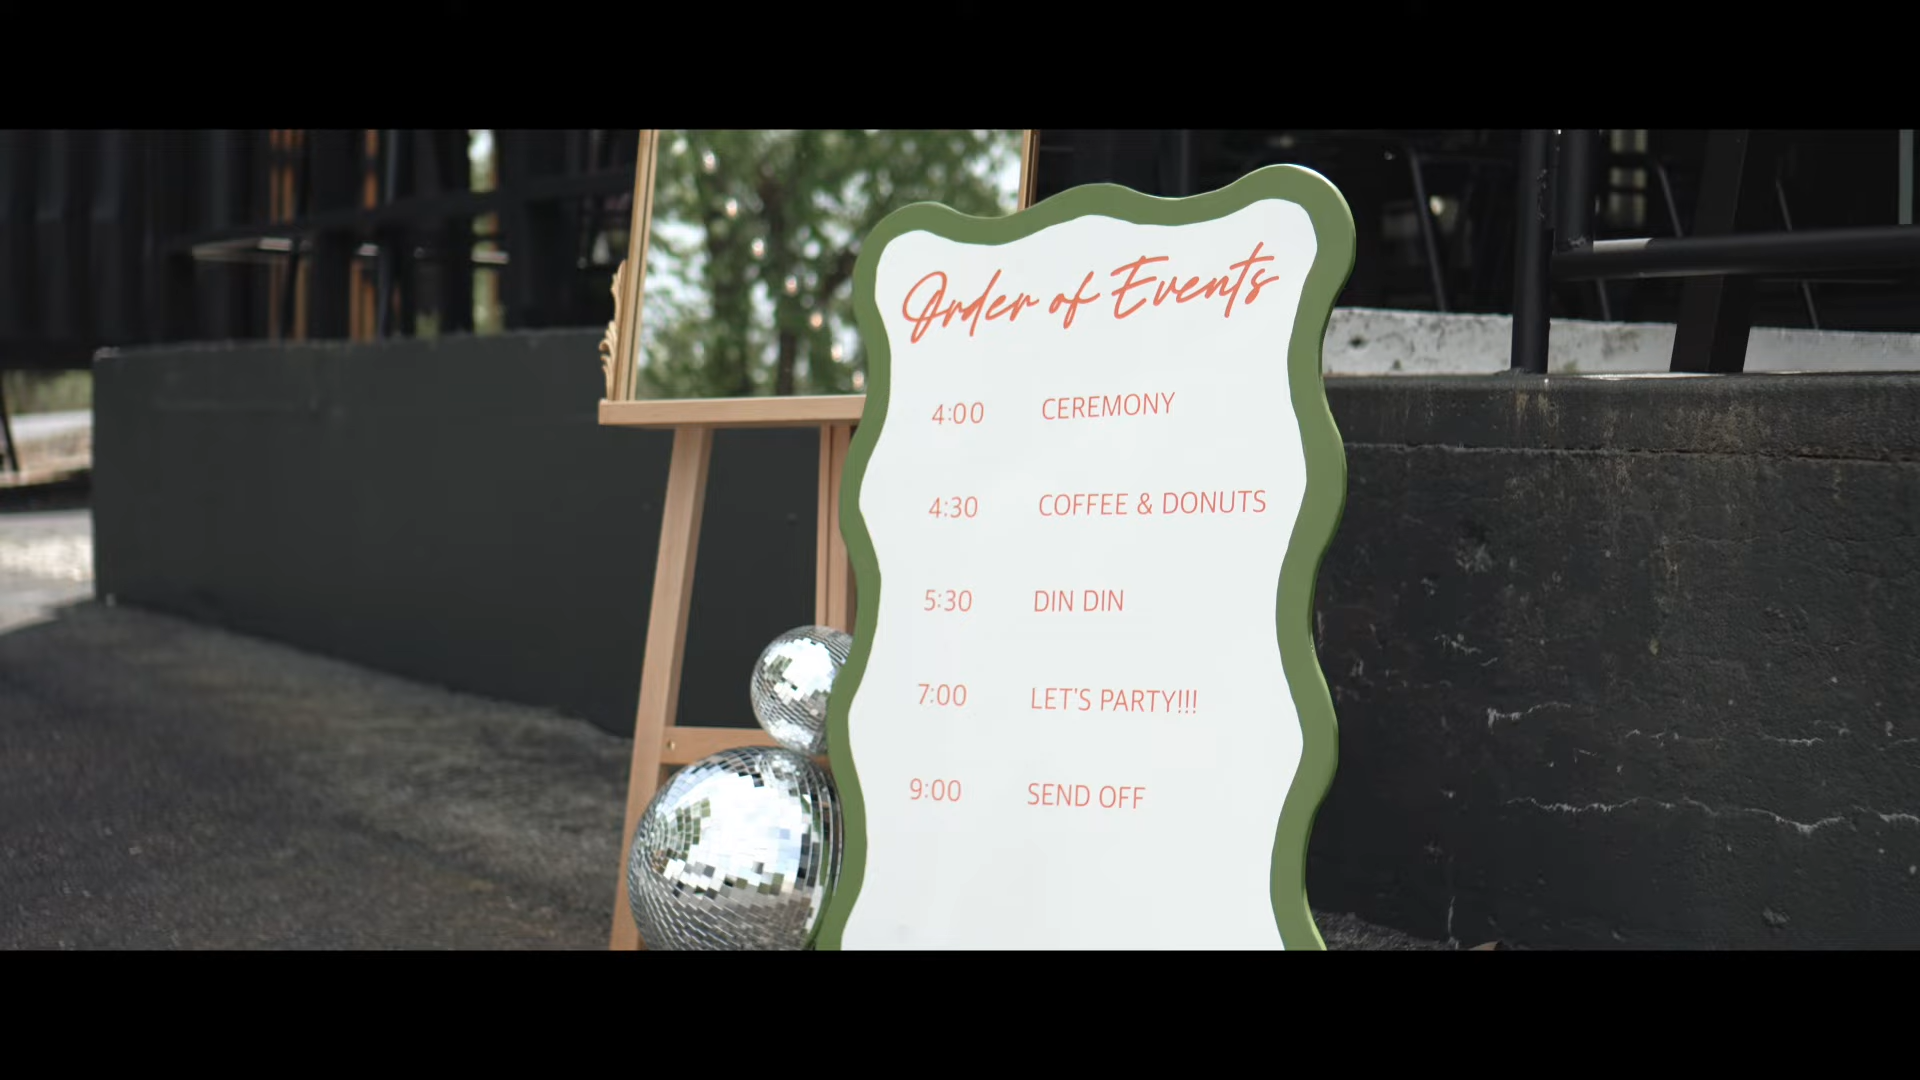 Order of Events
4:00 CEREMONY
4:30 COFFEE & DONUTS
5:30 DIN DIN
7:00 LET'S PARTY!!!
9:00 SEND OFF